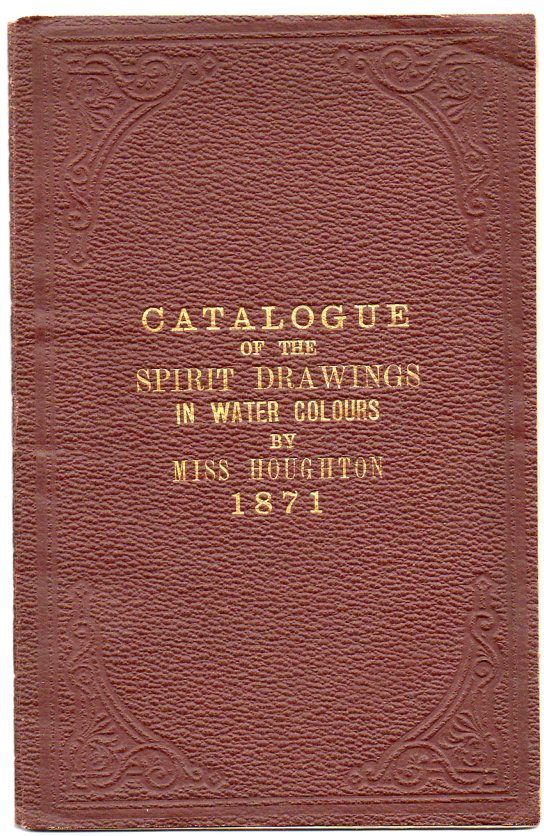 CATALOGUE
OF THE
SPIRIT DRAWINGS
IN WATER COLOURS
BY
MISS HOUGHTON
1871